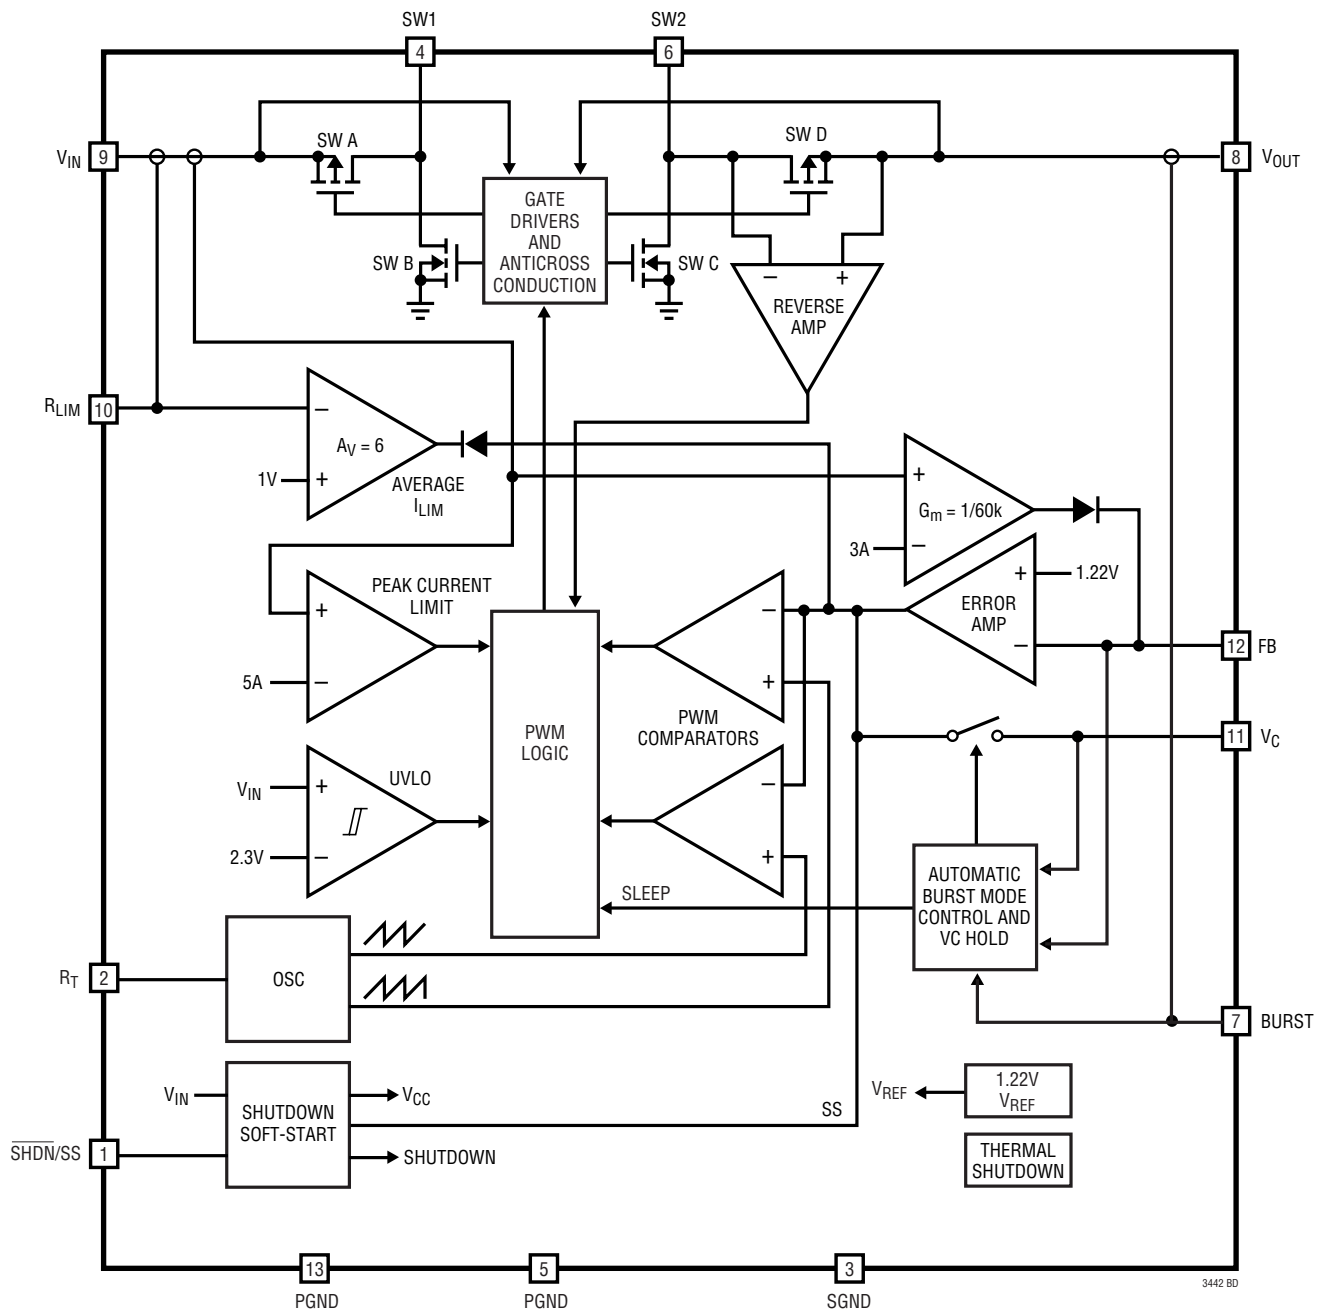 SW1
SW2
4
6
V_IN
9
SW A
SW D
8
V_OUT
GATE
DRIVERS
AND
ANTICROSS
CONDUCTION
SW B
SW C
–
+
REVERSE
AMP
R_LIM
10
–
A_V = 6
1V
+
AVERAGE
I_LIM
+
G_m = 1/60k
3A
–
PEAK CURRENT
LIMIT
+
5A
–
–
+
+
1.22V
ERROR
AMP
–
12
FB
PWM
LOGIC
PWM
COMPARATORS
11
V_C
UVLO
V_IN
+
2.3V
–
–
+
SLEEP
AUTOMATIC
BURST MODE
CONTROL AND
VC HOLD
R_T
2
OSC
7
BURST
V_IN
SHUTDOWN
SOFT-START
V_CC
SS
SHUTDOWN
SHDN/SS
1
V_REF
1.22V
V_REF
THERMAL
SHUTDOWN
13
5
3
PGND
PGND
SGND
3442 BD